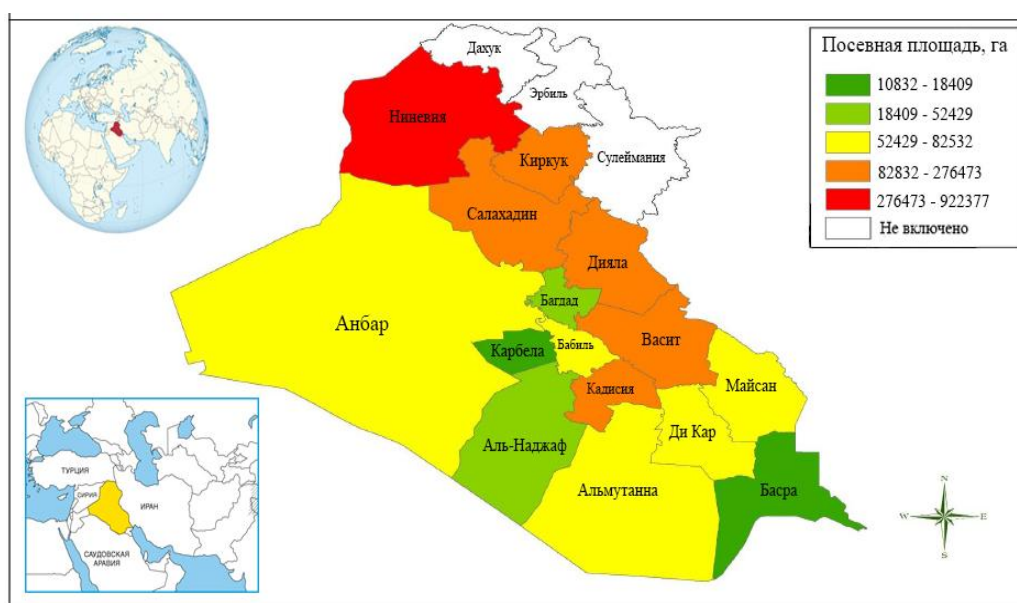 Посевная площадь, га
10832 - 18409
18409 - 52429
52429 - 82532
82832 - 276473
276473 - 922377
Не включено
Дахук
Эрбиль
Ниневия
Сулеймания
Киркук
Салахадин
Дияла
Багдад
Анбар
Бабиль
Васит
Карбела
Кадисия
Майсан
Ди Кар
Аль-Наджаф
Альмутанна
Басра
N
W
E
S
ТУРЦИЯ
СИРИЯ
ИРАН
САУДОВСКАЯ
АРАВИЯ